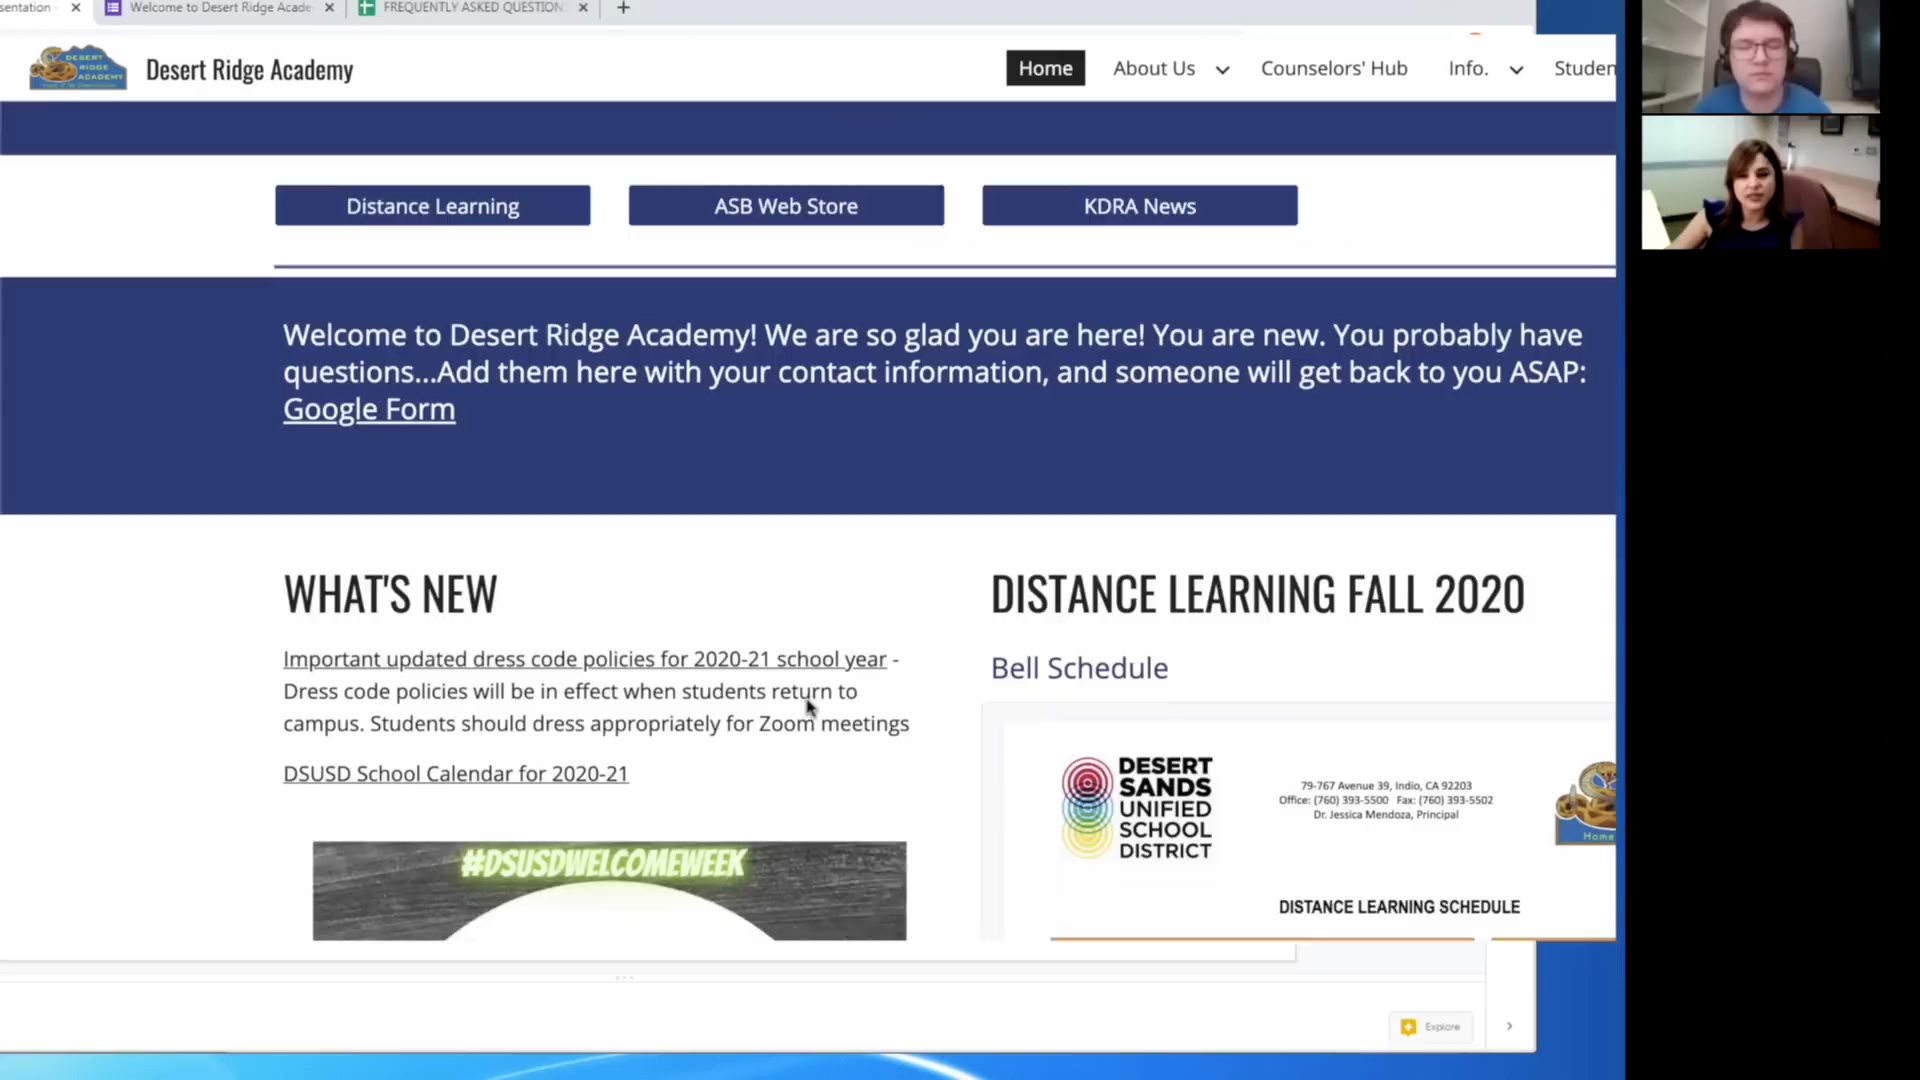 sentation
Welcome to Desert Ridge Acade
FREQUENTLY ASKED QUESTION
DESERT
RIDGE
ACADEMY
Desert Ridge Academy
Home
About Us
Counselors' Hub
Info.
Studen
Distance Learning
ASB Web Store
KDRA News
Welcome to Desert Ridge Academy! We are so glad you are here! You are new. You probably have
questions...Add them here with your contact information, and someone will get back to you ASAP:
Google Form
WHAT'S NEW
Important updated dress code policies for 2020-21 school year -
Dress code policies will be in effect when students return to
campus. Students should dress appropriately for Zoom meetings
DSUSD School Calendar for 2020-21
#DSUSDWELCOMEWEEK
DISTANCE LEARNING FALL 2020
Bell Schedule
DESERT
SANDS
UNIFIED
SCHOOL
DISTRICT
79-767 Avenue 39, Indio, CA 92203
Office: (760) 393-5500 Fax: (760) 393-5502
Dr. Jessica Mendoza, Principal
Home
DISTANCE LEARNING SCHEDULE
Explore